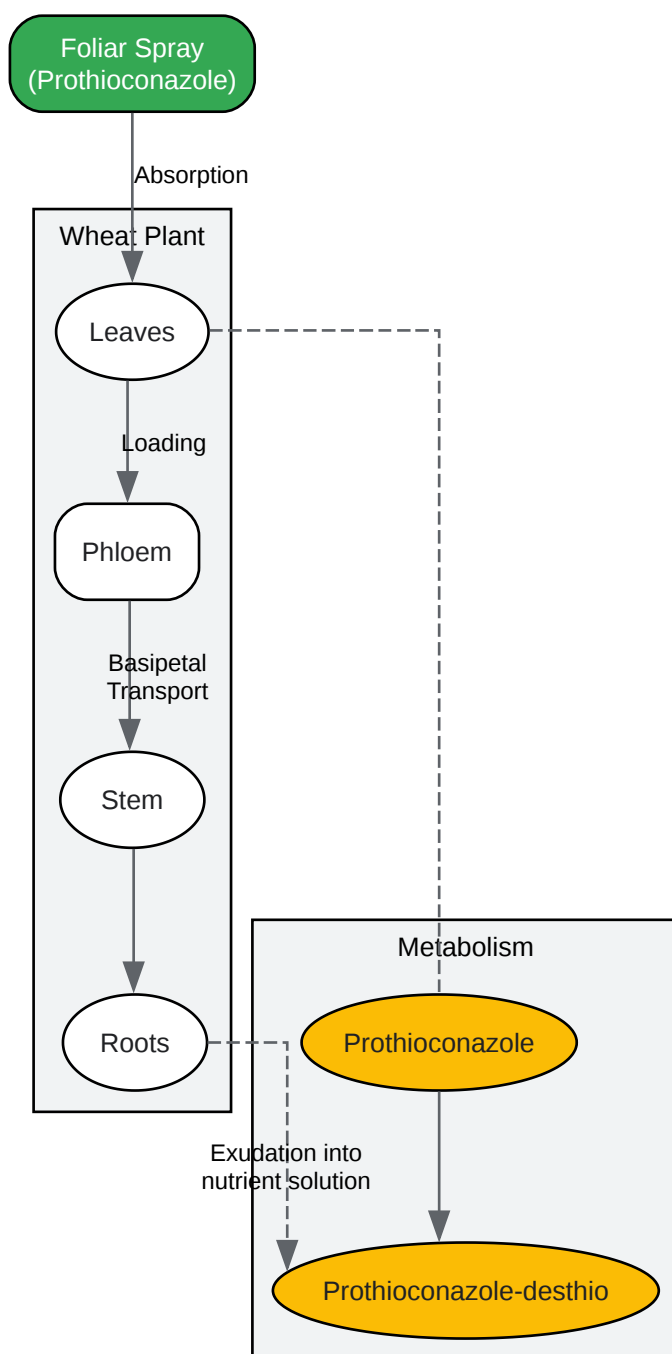 Foliar Spray
(Prothioconazole)
Absorption
Wheat Plant
Leaves
Loading
Phloem
Basipetal
Transport
Stem
Metabolism
Roots
Prothioconazole
Exudation into
nutrient solution
Prothioconazole-desthio